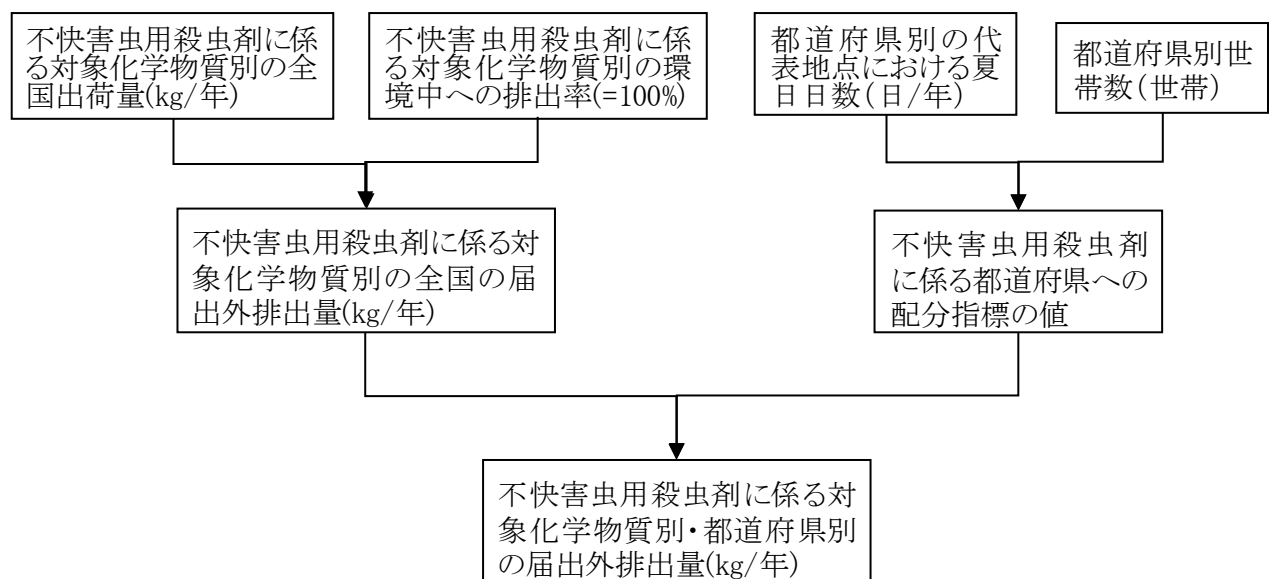 不快害虫用殺虫剤に係
る対象化学物質別の全
国出荷量(kg/年)
不快害虫用殺虫剤に係
る対象化学物質別の環
境中への排出率(=100%)
都道府県別の代
表地点における夏
日日数(日/年)
都道府県別世
帯数(世帯)
不快害虫用殺虫剤に係る対
象化学物質別の全国の届
出外排出量(kg/年)
不快害虫用殺虫剤
に係る都道府県への
配分指標の値
不快害虫用殺虫剤に係る対
象化学物質別・都道府県別
の届出外排出量(kg/年)